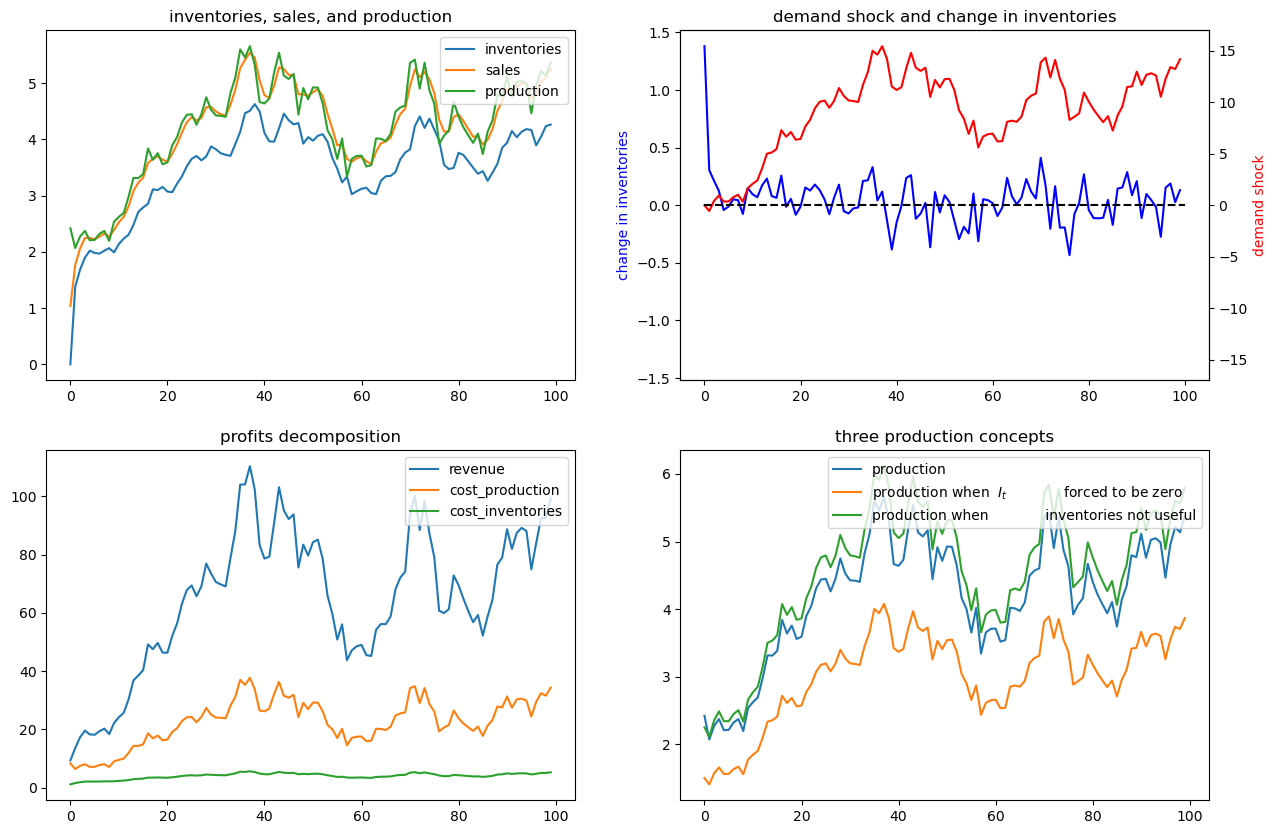 inventories, sales, and production
inventories
sales
production
5
4
3
2
1
0
0 20 40 60 80 100
demand shock and change in inventories
change in inventories
1.5
1.0
0.5
0.0
−0.5
−1.0
−1.5
15
10
5
0
−5
−10
−15
demand shock
0 20 40 60 80 100
profits decomposition
revenue
cost_production
cost_inventories
100
80
60
40
20
0
0 20 40 60 80 100
three production concepts
production
production when I_t forced to be zero
production when inventories not useful
6
5
4
3
2
0 20 40 60 80 100